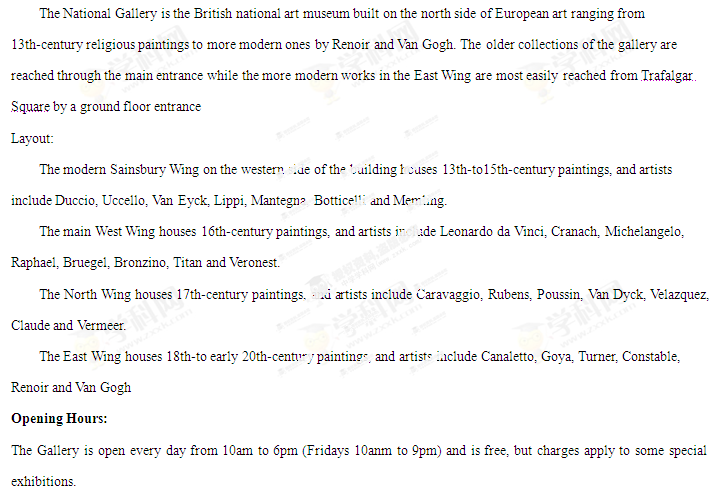 The National Gallery is the British national art museum built on the north side of European art ranging from
13th-century religious paintings to more modern ones by Renoir and Van Gogh. The older collections of the gallery are
reached through the main entrance while the more modern works in the East Wing are most easily reached from Trafalgar
Square by a ground floor entrance
Layout:
The modern Sainsbury Wing on the western side of the building houses 13th-to15th-century paintings, and artists
include Duccio, Uccello, Van Eyck, Lippi, Mantegna, Botticelli and Memling.
The main West Wing houses 16th-century paintings, and artists include Leonardo da Vinci, Cranach, Michelangelo,
Raphael, Bruegel, Bronzino, Titan and Veronest.
The North Wing houses 17th-century paintings, and artists include Caravaggio, Rubens, Poussin, Van Dyck, Velazquez,
Claude and Vermeer.
The East Wing houses 18th-to early 20th-century paintings, and artists include Canaletto, Goya, Turner, Constable,
Renoir and Van Gogh
Opening Hours:
The Gallery is open every day from 10am to 6pm (Fridays 10anm to 9pm) and is free, but charges apply to some special
exhibitions.